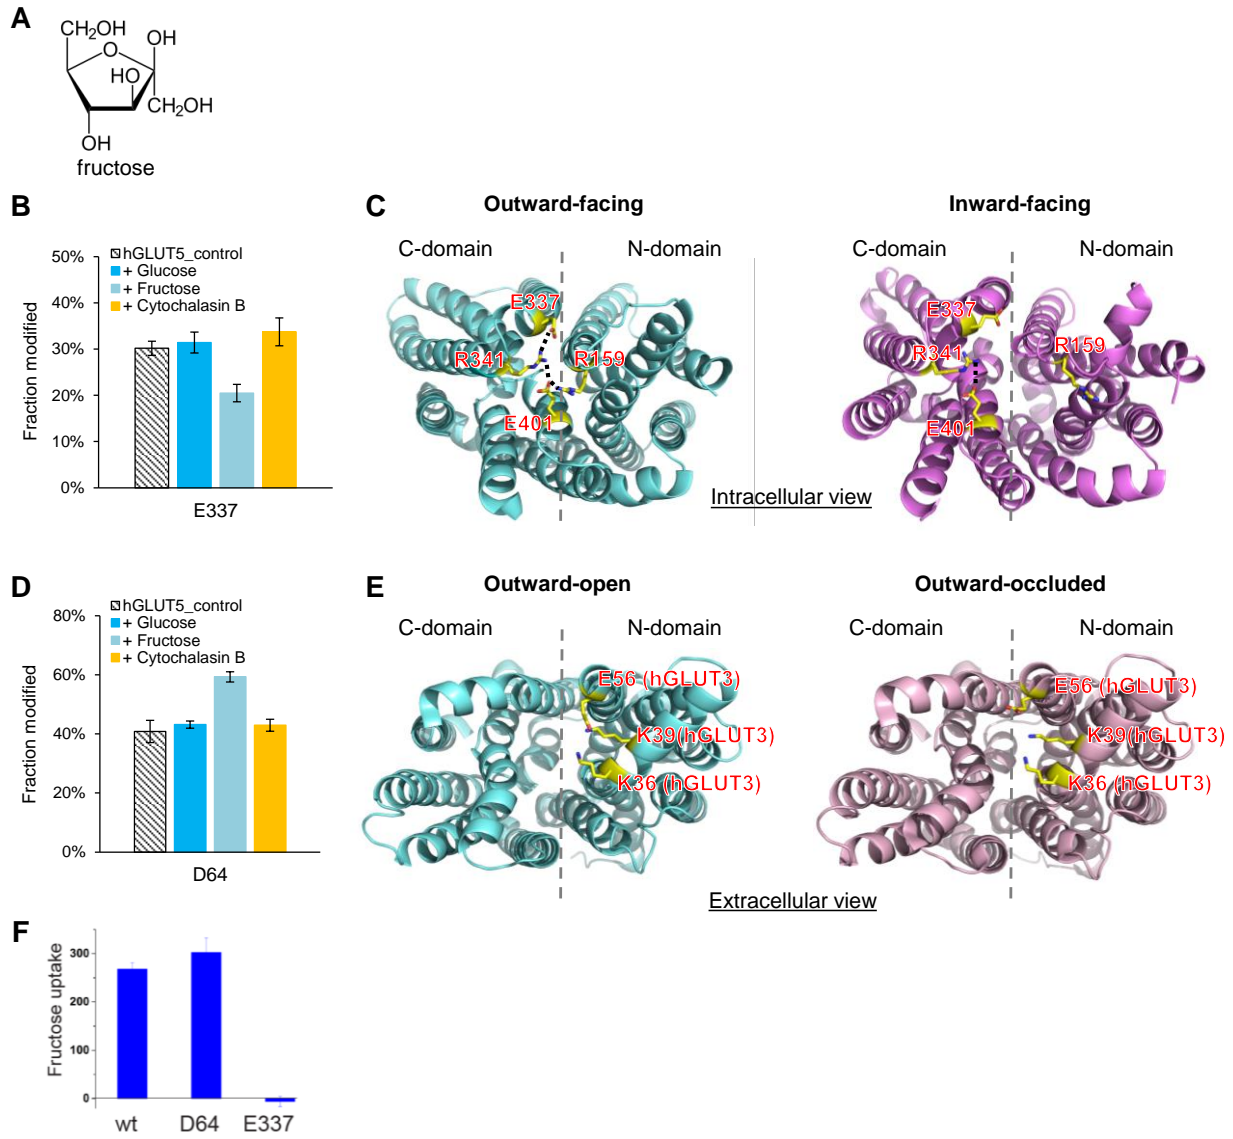 A
CH2OH
O
OH
HO
CH2OH
OH
fructose
B
Fraction modified
50%
40%
30%
20%
10%
0%
hGLUT5_control
+ Glucose
+ Fructose
+ Cytochalasin B
E337
C
Outward-facing
C-domain
N-domain
E337
R341
R159
E401
Inward-facing
C-domain
N-domain
E337
R341
R159
E401
Intracellular view
D
Fraction modified
80%
60%
40%
20%
0%
hGLUT5_control
+ Glucose
+ Fructose
+ Cytochalasin B
D64
E
Outward-open
C-domain
N-domain
E56 (hGLUT3)
K39(hGLUT3)
K36 (hGLUT3)
Outward-occluded
C-domain
N-domain
E56 (hGLUT3)
K39(hGLUT3)
K36 (hGLUT3)
Extracellular view
F
Fructose uptake
300
200
100
0
wt D64 E337